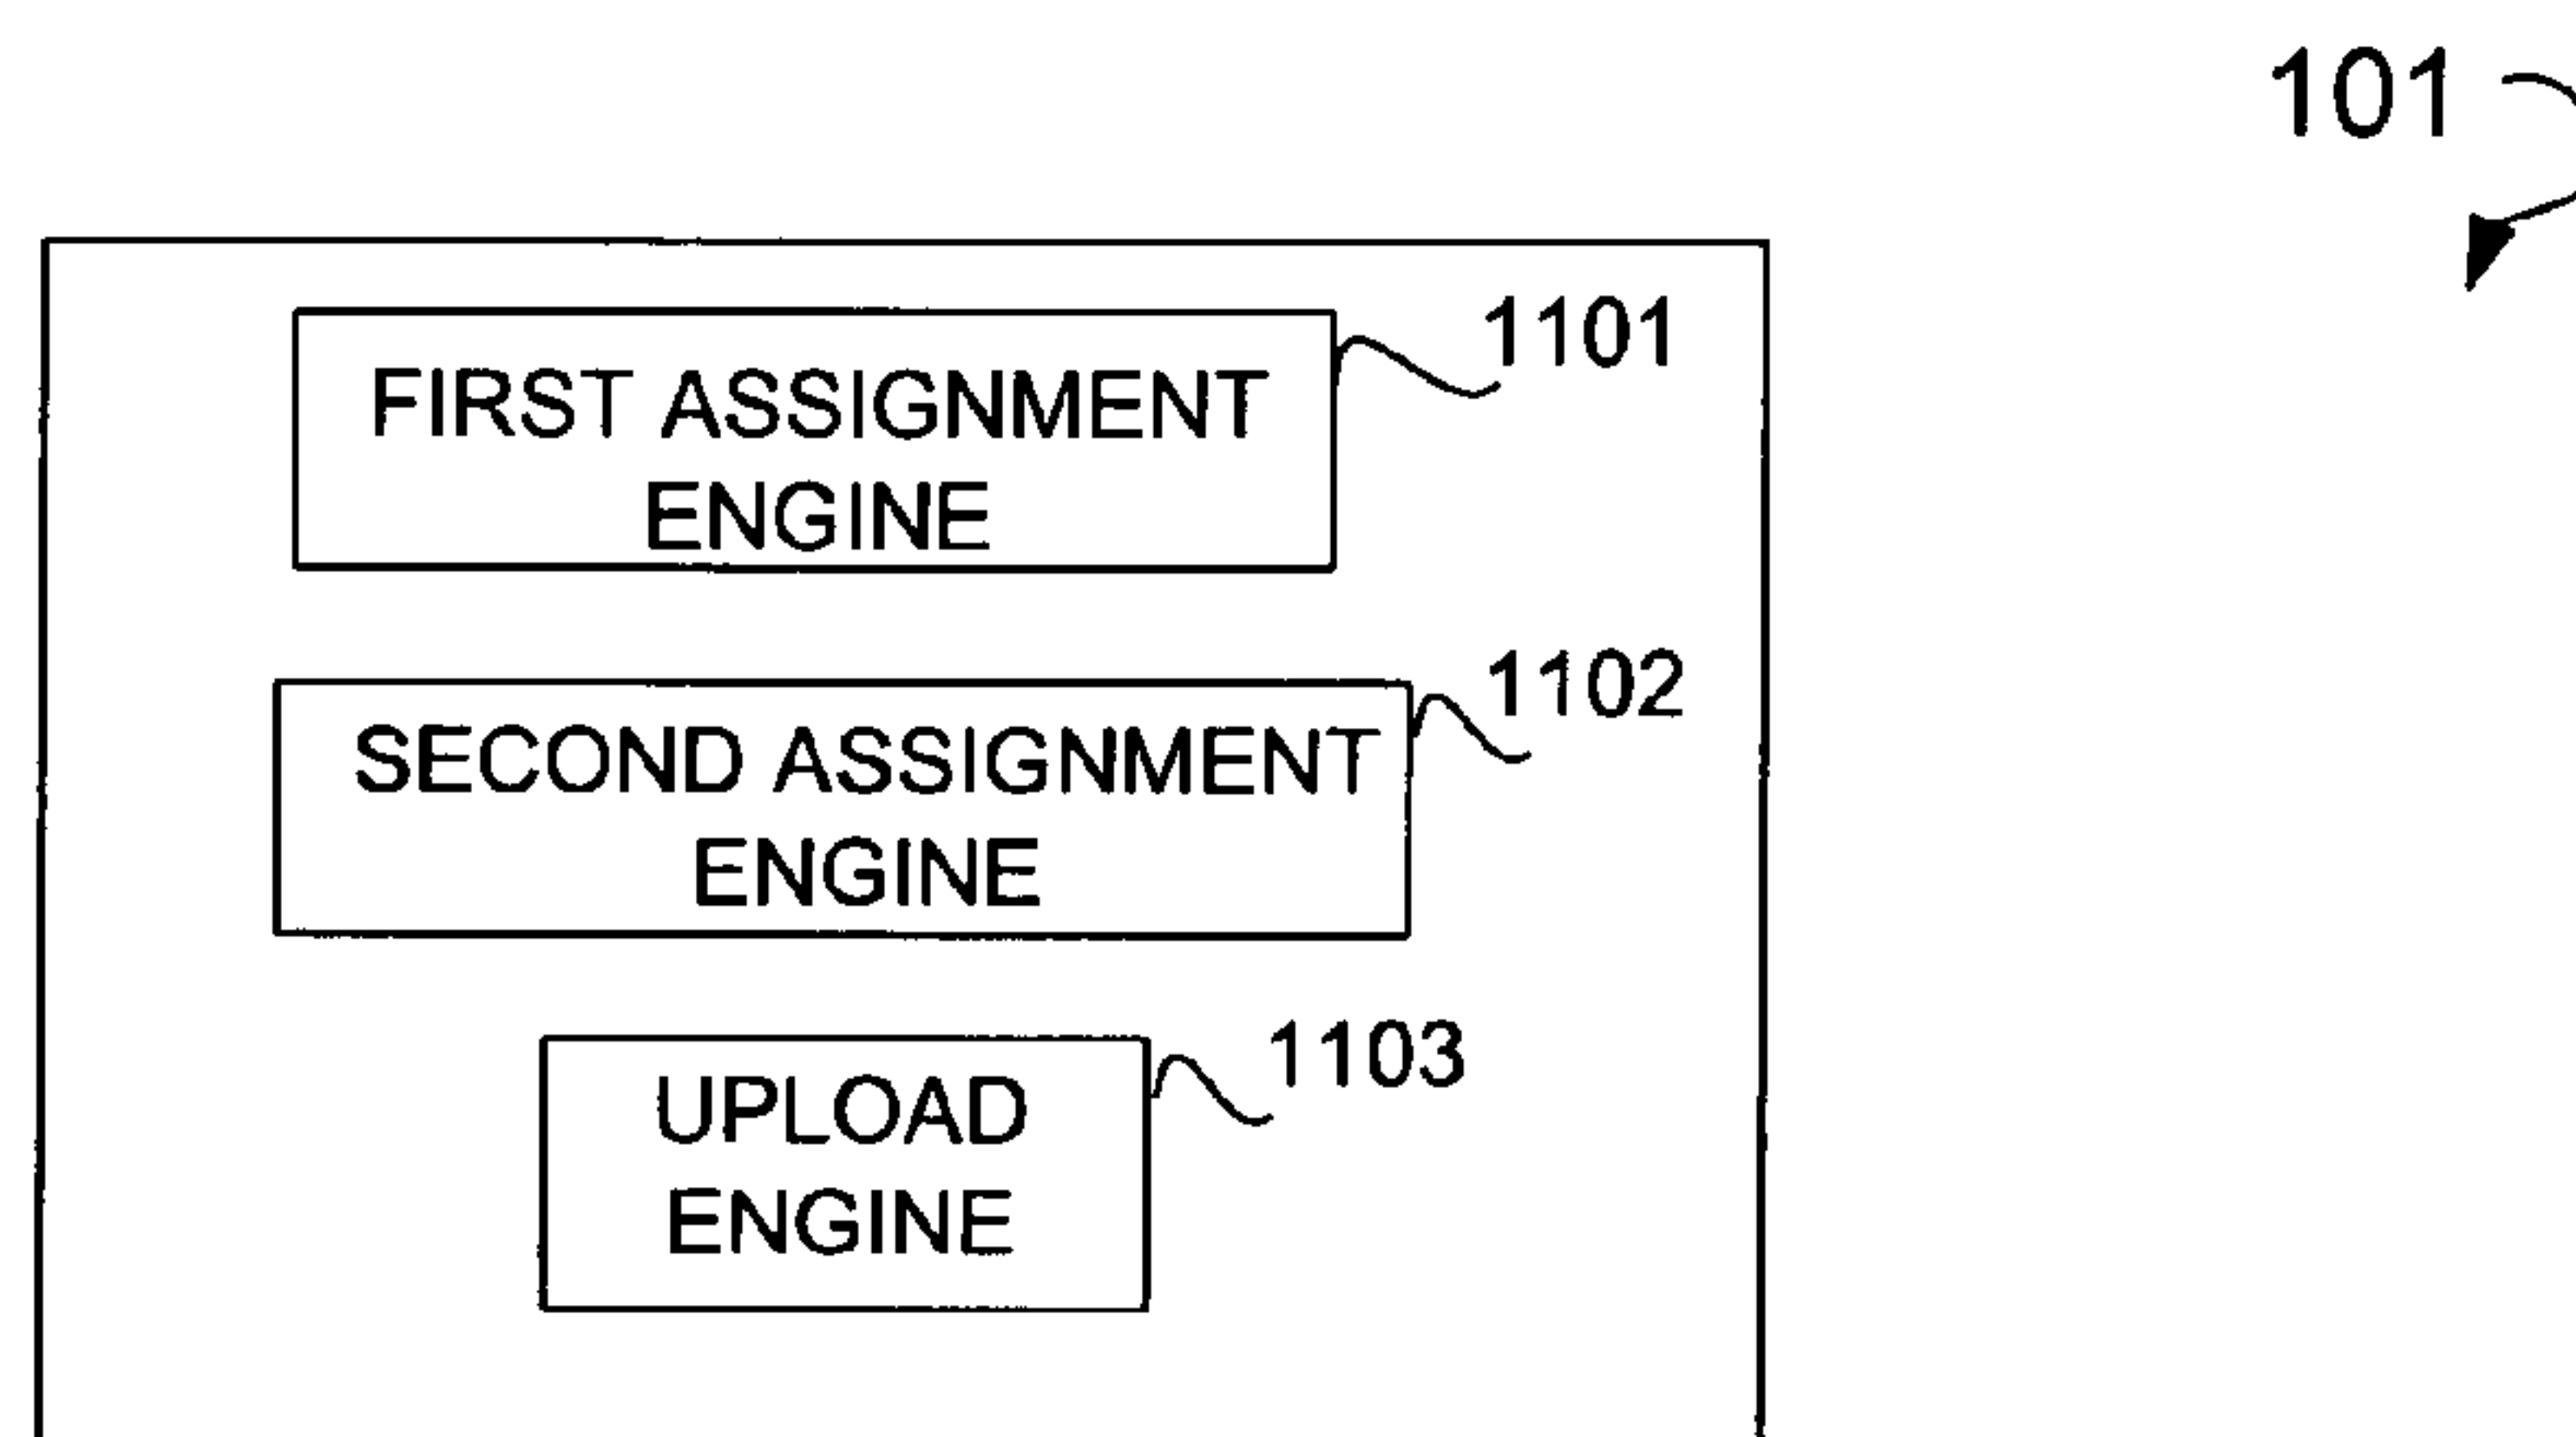 101
1101
FIRST ASSIGNMENT
ENGINE
1102
SECOND ASSIGNMENT
ENGINE
1103
UPLOAD
ENGINE